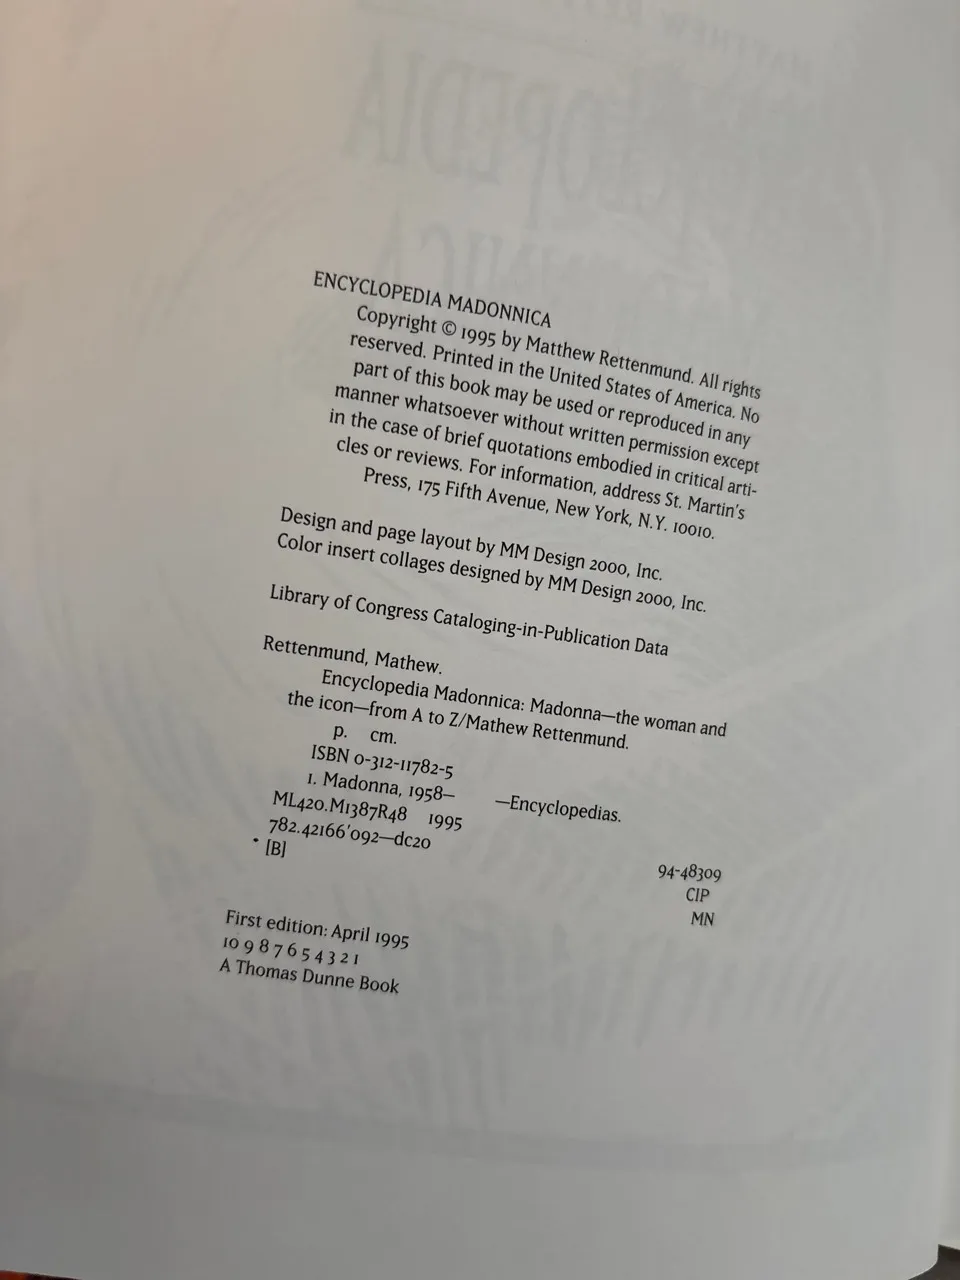 ENCYCLOPEDIA MADONNICA
Copyright © 1995 by Matthew Rettenmund. All rights
reserved. Printed in the United States of America. No
part of this book may be used or reproduced in any
manner whatsoever without written permission except
in the case of brief quotations embodied in critical arti-
cles or reviews. For information, address St. Martin's
Press, 175 Fifth Avenue, New York, N.Y. 10010.
Design and page layout by MM Design 2000, Inc.
Color insert collages designed by MM Design 2000, Inc.
Library of Congress Cataloging-in-Publication Data
Rettenmund, Mathew.
Encyclopedia Madonnica: Madonna—the woman and
the icon—from A to Z/Mathew Rettenmund.
p. cm.
ISBN 0-312-11782-5
1. Madonna, 1958– —Encyclopedias.
ML420.M1387R48 1995
782.42166'092—dc20
[B]
94-48309
CIP
MN
First edition: April 1995
10 9 8 7 6 5 4 3 2 1
A Thomas Dunne Book